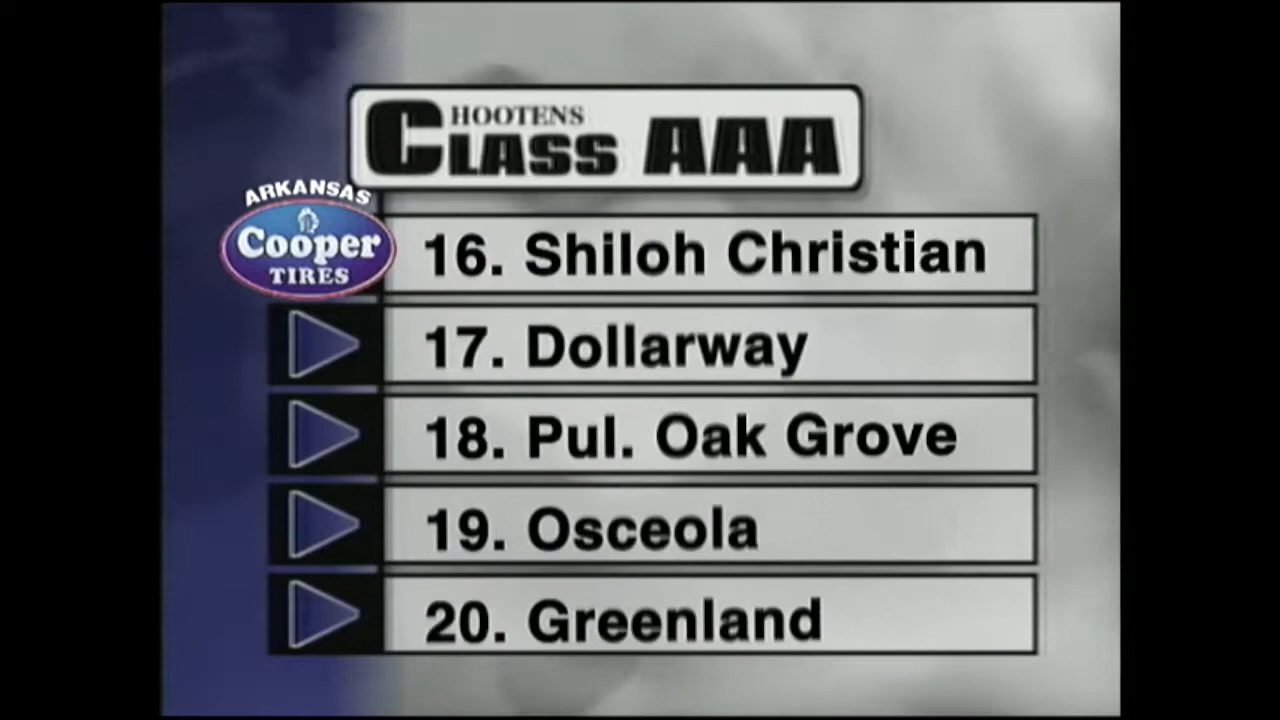 HOOTENS
CLASS AAA
ARKANSAS
Cooper
TIRES
16. Shiloh Christian
17. Dollarway
18. Pul. Oak Grove
19. Osceola
20. Greenland